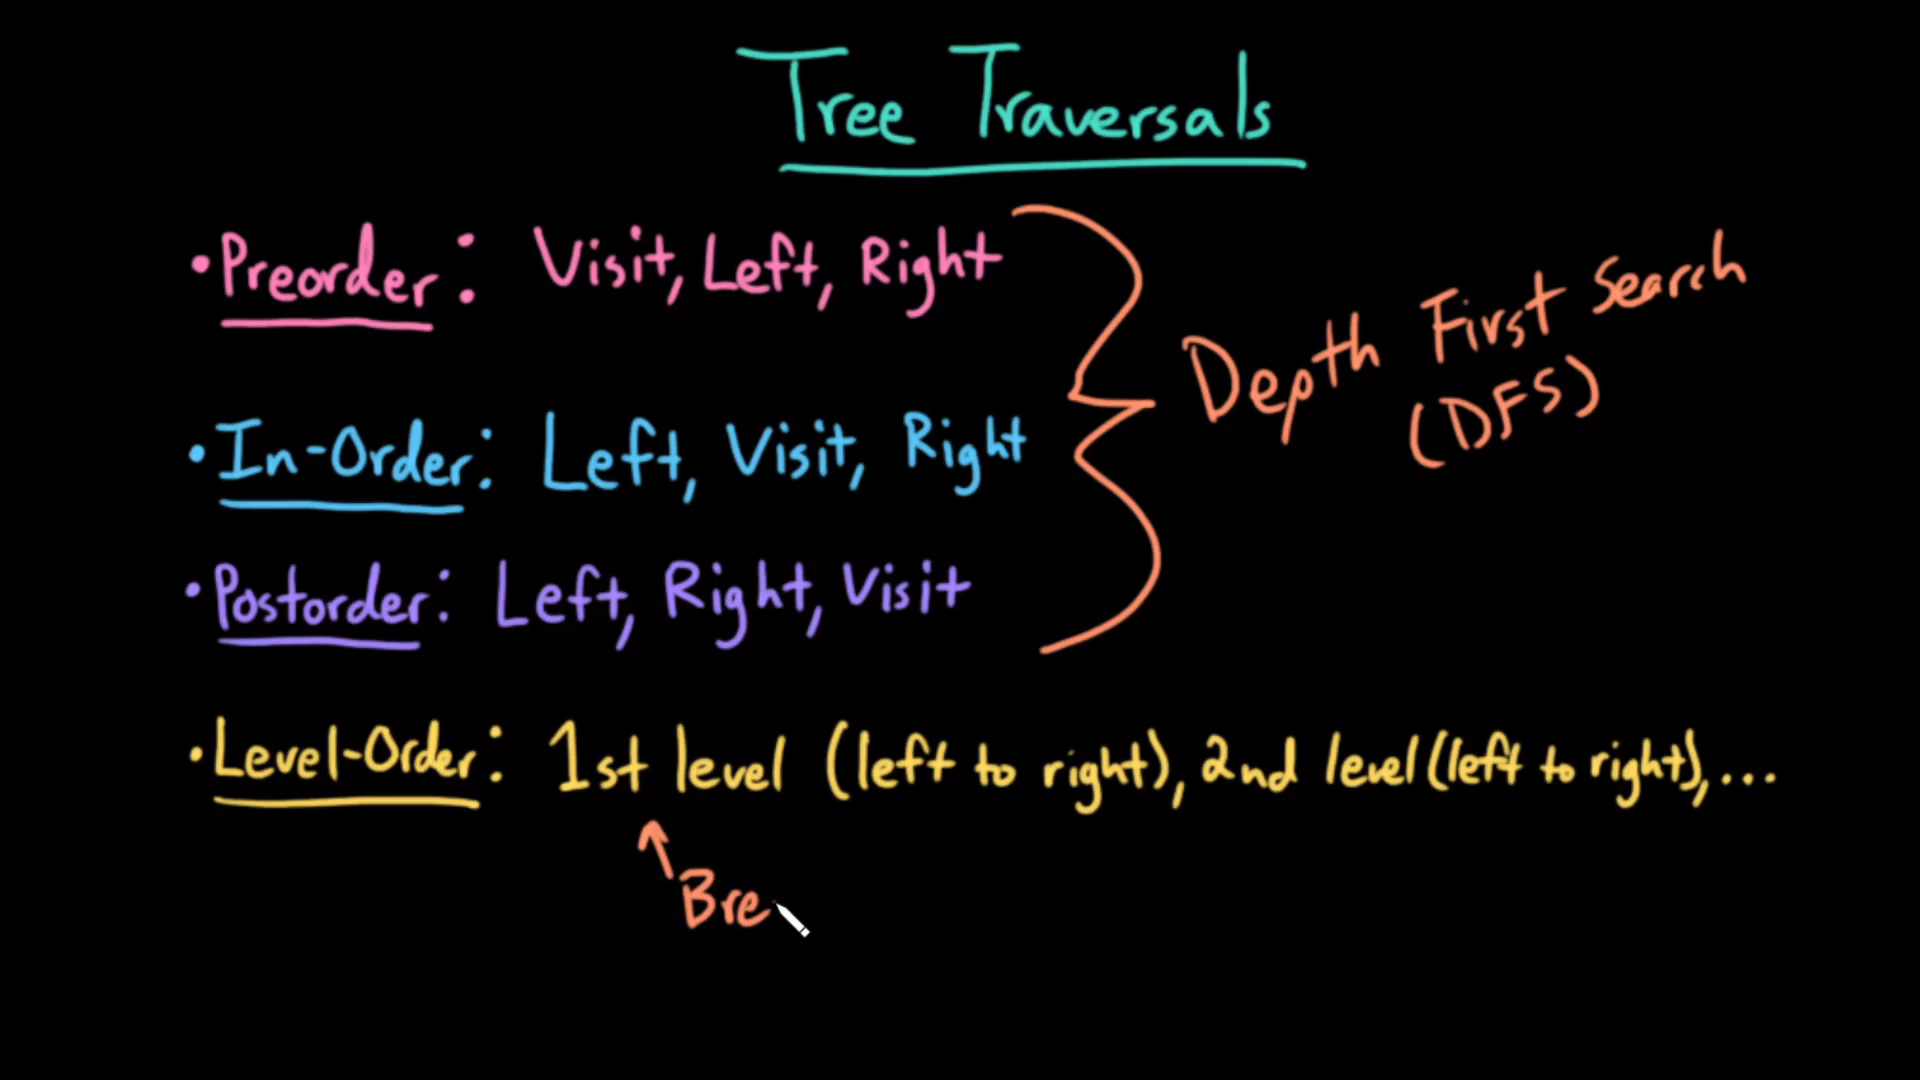 Tree Traversals
• Preorder: Visit, Left, Right
• In-Order: Left, Visit, Right
• Postorder: Left, Right, Visit
Depth First Search
(DFS)
• Level-Order: 1st level (left to right), 2nd level (left to right), ...
Bre